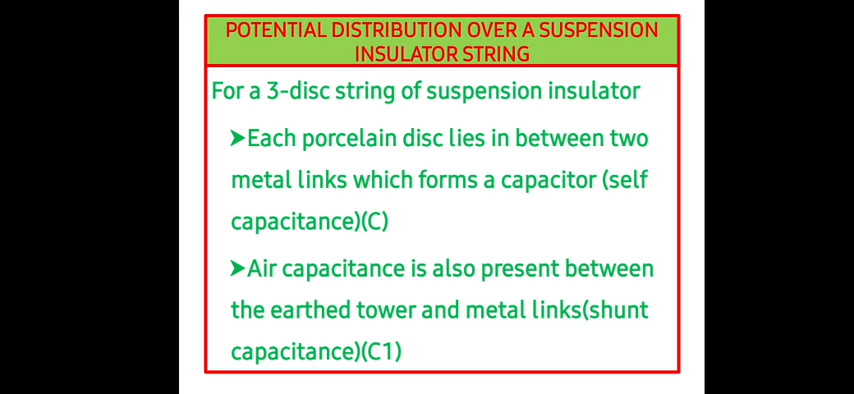 POTENTIAL DISTRIBUTION OVER A SUSPENSION
INSULATOR STRING
For a 3-disc string of suspension insulator
➤Each porcelain disc lies in between two
metal links which forms a capacitor (self
capacitance)(C)
➤Air capacitance is also present between
the earthed tower and metal links(shunt
capacitance)(C1)